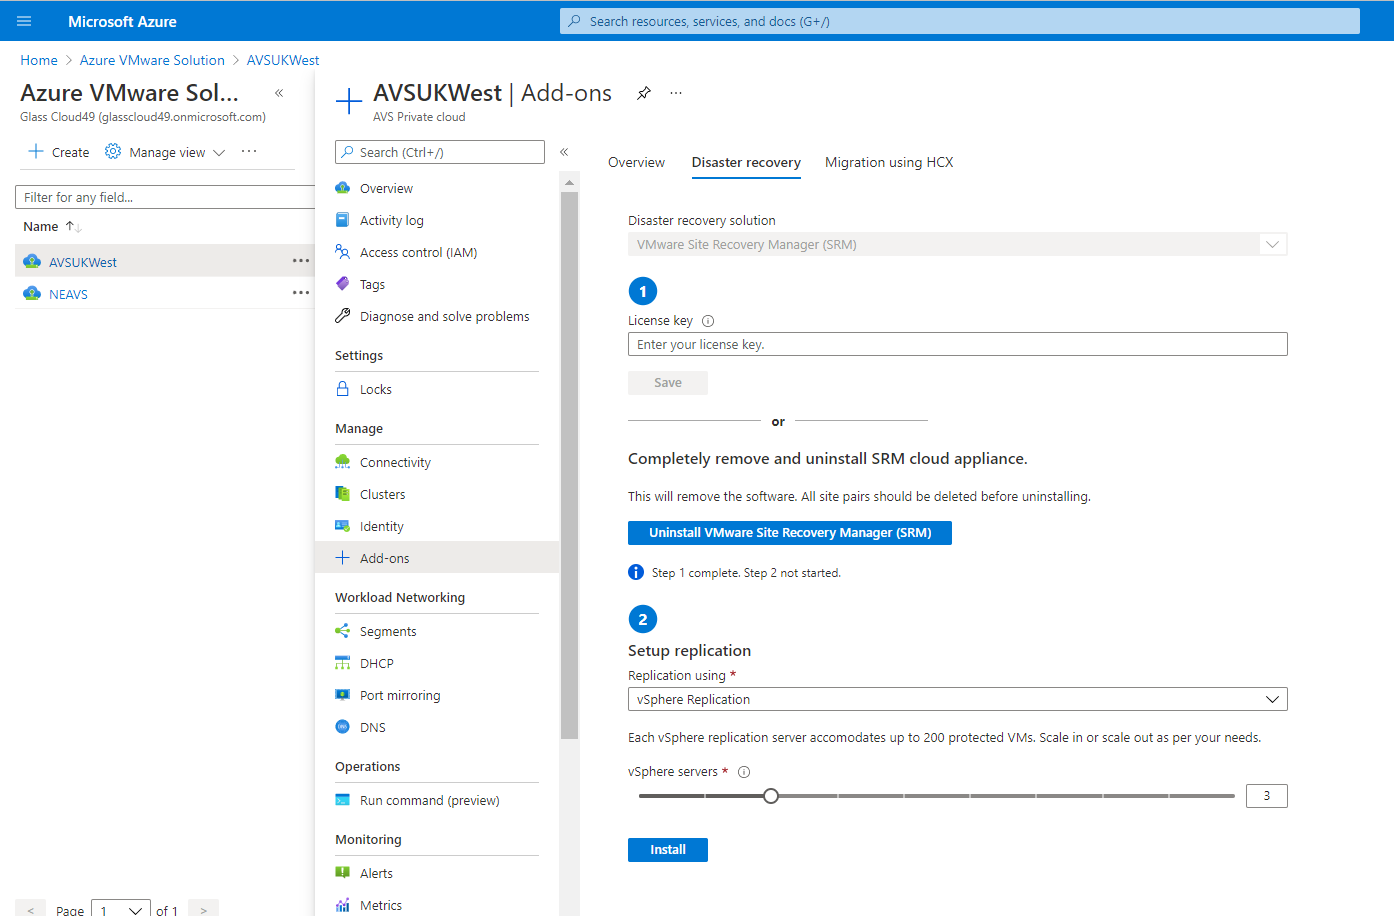 Microsoft Azure
Search resources, services, and docs (G+/)
Home > Azure VMware Solution > AVSUKWest
Azure VMware Sol... «
Glass Cloud49 (glasscloud49.onmicrosoft.com)
+ Create Manage view ...
Filter for any field...
Name ↑↓
AVSUKWest ...
NEAVS ...
< Page 1 of 1 >
AVSUKWest | Add-ons ...
AVS Private cloud
Search (Ctrl+/) «
Overview
Activity log
Access control (IAM)
Tags
Diagnose and solve problems
Settings
Locks
Manage
Connectivity
Clusters
Identity
Add-ons
Workload Networking
Segments
DHCP
Port mirroring
DNS
Operations
Run command (preview)
Monitoring
Alerts
Metrics
Overview Disaster recovery Migration using HCX
Disaster recovery solution
VMware Site Recovery Manager (SRM)
1
License key
Enter your license key.
Save
or
Completely remove and uninstall SRM cloud appliance.
This will remove the software. All site pairs should be deleted before uninstalling.
Uninstall VMware Site Recovery Manager (SRM)
Step 1 complete. Step 2 not started.
2
Setup replication
Replication using *
vSphere Replication
Each vSphere replication server accomodates up to 200 protected VMs. Scale in or scale out as per your needs.
vSphere servers *
3
Install